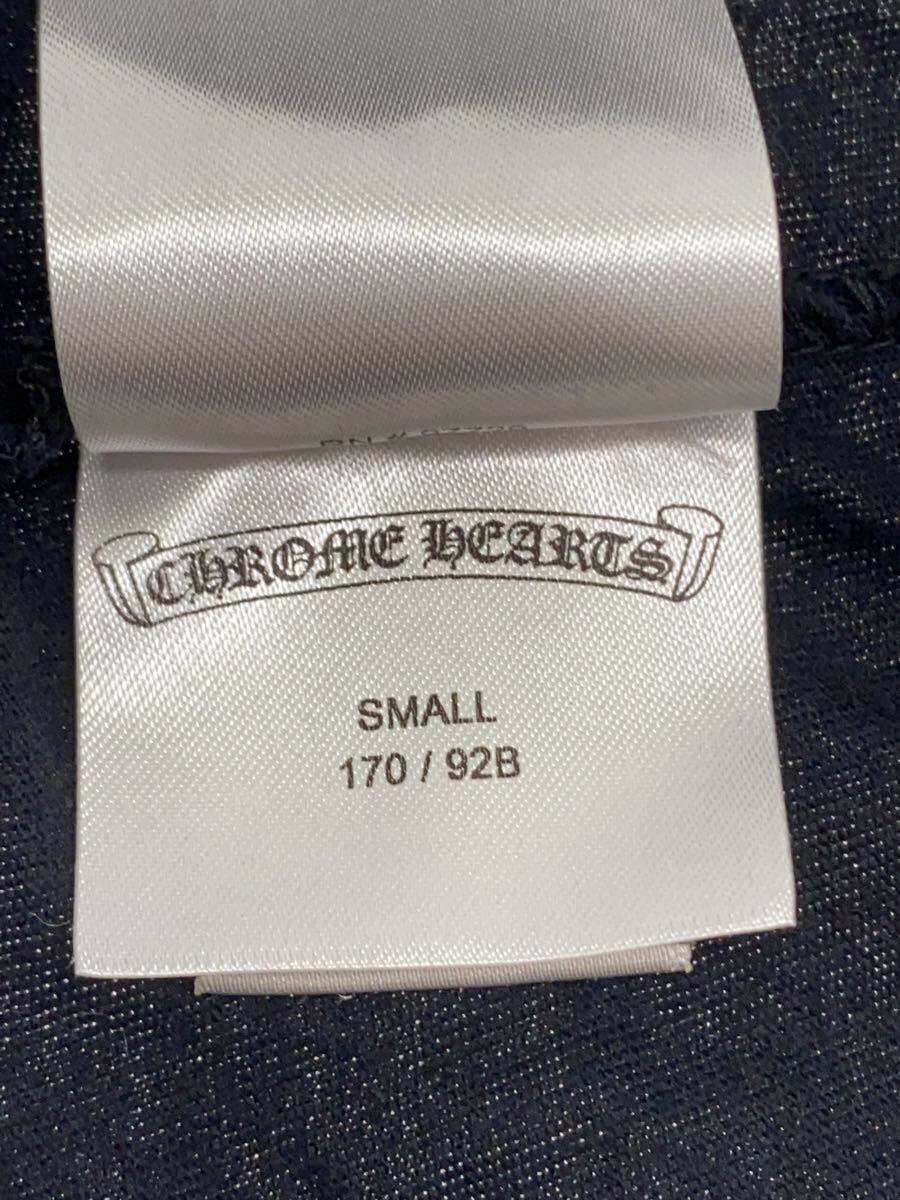 CHROME HEARTS
SMALL
170 / 92B